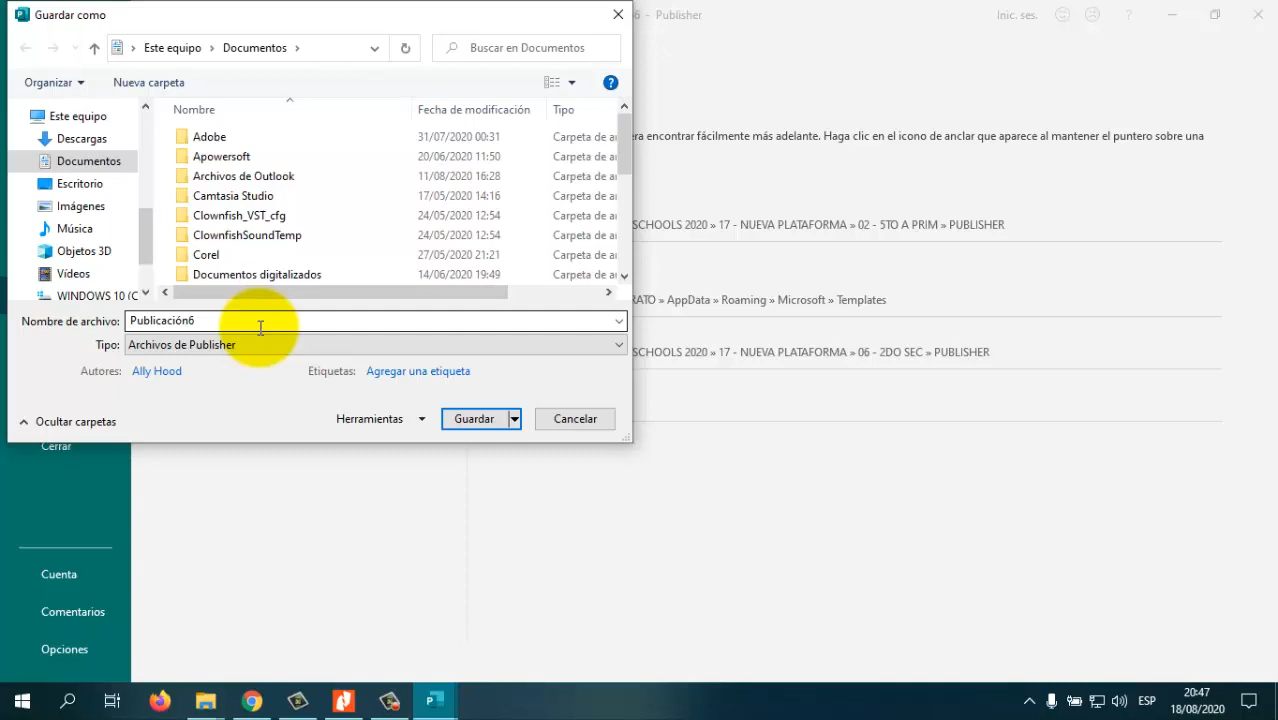 Guardar como
6 - Publisher
Inic. ses.
?
Este equipo › Documentos ›
Buscar en Documentos
Organizar
Nueva carpeta
?
Este equipo
Descargas
Documentos
Escritorio
Imágenes
Música
Objetos 3D
Vídeos
WINDOWS 10 (C
Nombre Fecha de modificación Tipo
Adobe 31/07/2020 00:31 Carpeta de a
Apowersoft 20/06/2020 11:50 Carpeta de a
Archivos de Outlook 11/08/2020 16:28 Carpeta de a
Camtasia Studio 17/05/2020 14:16 Carpeta de a
Clownfish_VST_cfg 24/05/2020 12:54 Carpeta de a
ClownfishSoundTemp 24/05/2020 12:54 Carpeta de a
Corel 27/05/2020 21:21 Carpeta de a
Documentos digitalizados 14/06/2020 19:49 Carpeta de a
Nombre de archivo: Publicación6
Tipo: Archivos de Publisher
Autores: Ally Hood
Etiquetas: Agregar una etiqueta
Ocultar carpetas
Herramientas
Guardar
Cancelar
era encontrar fácilmente más adelante. Haga clic en el icono de anclar que aparece al mantener el puntero sobre una
SCHOOLS 2020 » 17 - NUEVA PLATAFORMA » 02 - 5TO A PRIM » PUBLISHER
RATO » AppData » Roaming » Microsoft » Templates
SCHOOLS 2020 » 17 - NUEVA PLATAFORMA » 06 - 2DO SEC » PUBLISHER
Cerrar
Cuenta
Comentarios
Opciones
ESP
20:47
18/08/2020